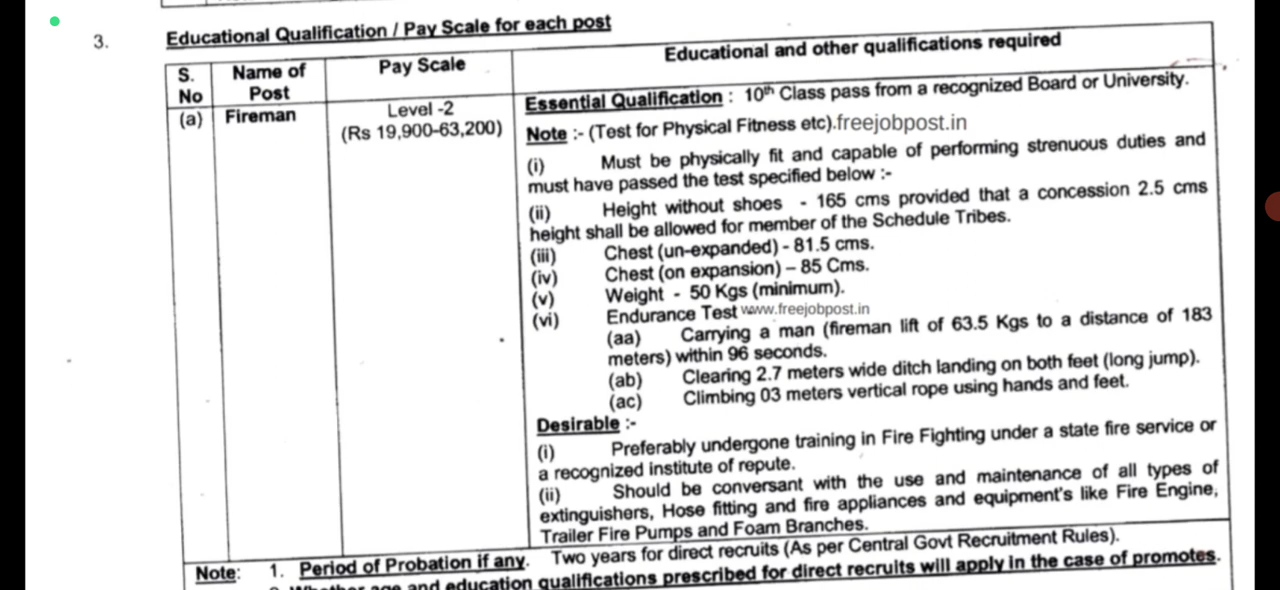 3. Educational Qualification / Pay Scale for each post
S. No
Name of Post
Pay Scale
Educational and other qualifications required
(a)
Fireman
Level -2
(Rs 19,900-63,200)
Essential Qualification : 10th Class pass from a recognized Board or University.
Note :- (Test for Physical Fitness etc).freejobpost.in
(i) Must be physically fit and capable of performing strenuous duties and
must have passed the test specified below :-
(ii) Height without shoes - 165 cms provided that a concession 2.5 cms
height shall be allowed for member of the Schedule Tribes.
(iii) Chest (un-expanded) - 81.5 cms.
(iv) Chest (on expansion) – 85 Cms.
(v) Weight - 50 Kgs (minimum).
(vi) Endurance Test www.freejobpost.in
(aa) Carrying a man (fireman lift of 63.5 Kgs to a distance of 183
meters) within 96 seconds.
(ab) Clearing 2.7 meters wide ditch landing on both feet (long jump).
(ac) Climbing 03 meters vertical rope using hands and feet.
Desirable :-
(i) Preferably undergone training in Fire Fighting under a state fire service or
a recognized institute of repute.
(ii) Should be conversant with the use and maintenance of all types of
extinguishers, Hose fitting and fire appliances and equipment's like Fire Engine,
Trailer Fire Pumps and Foam Branches.
Note: 1. Period of Probation if any. Two years for direct recruits (As per Central Govt Recruitment Rules).
Whether age and education qualifications prescribed for direct recruits will apply in the case of promotes.